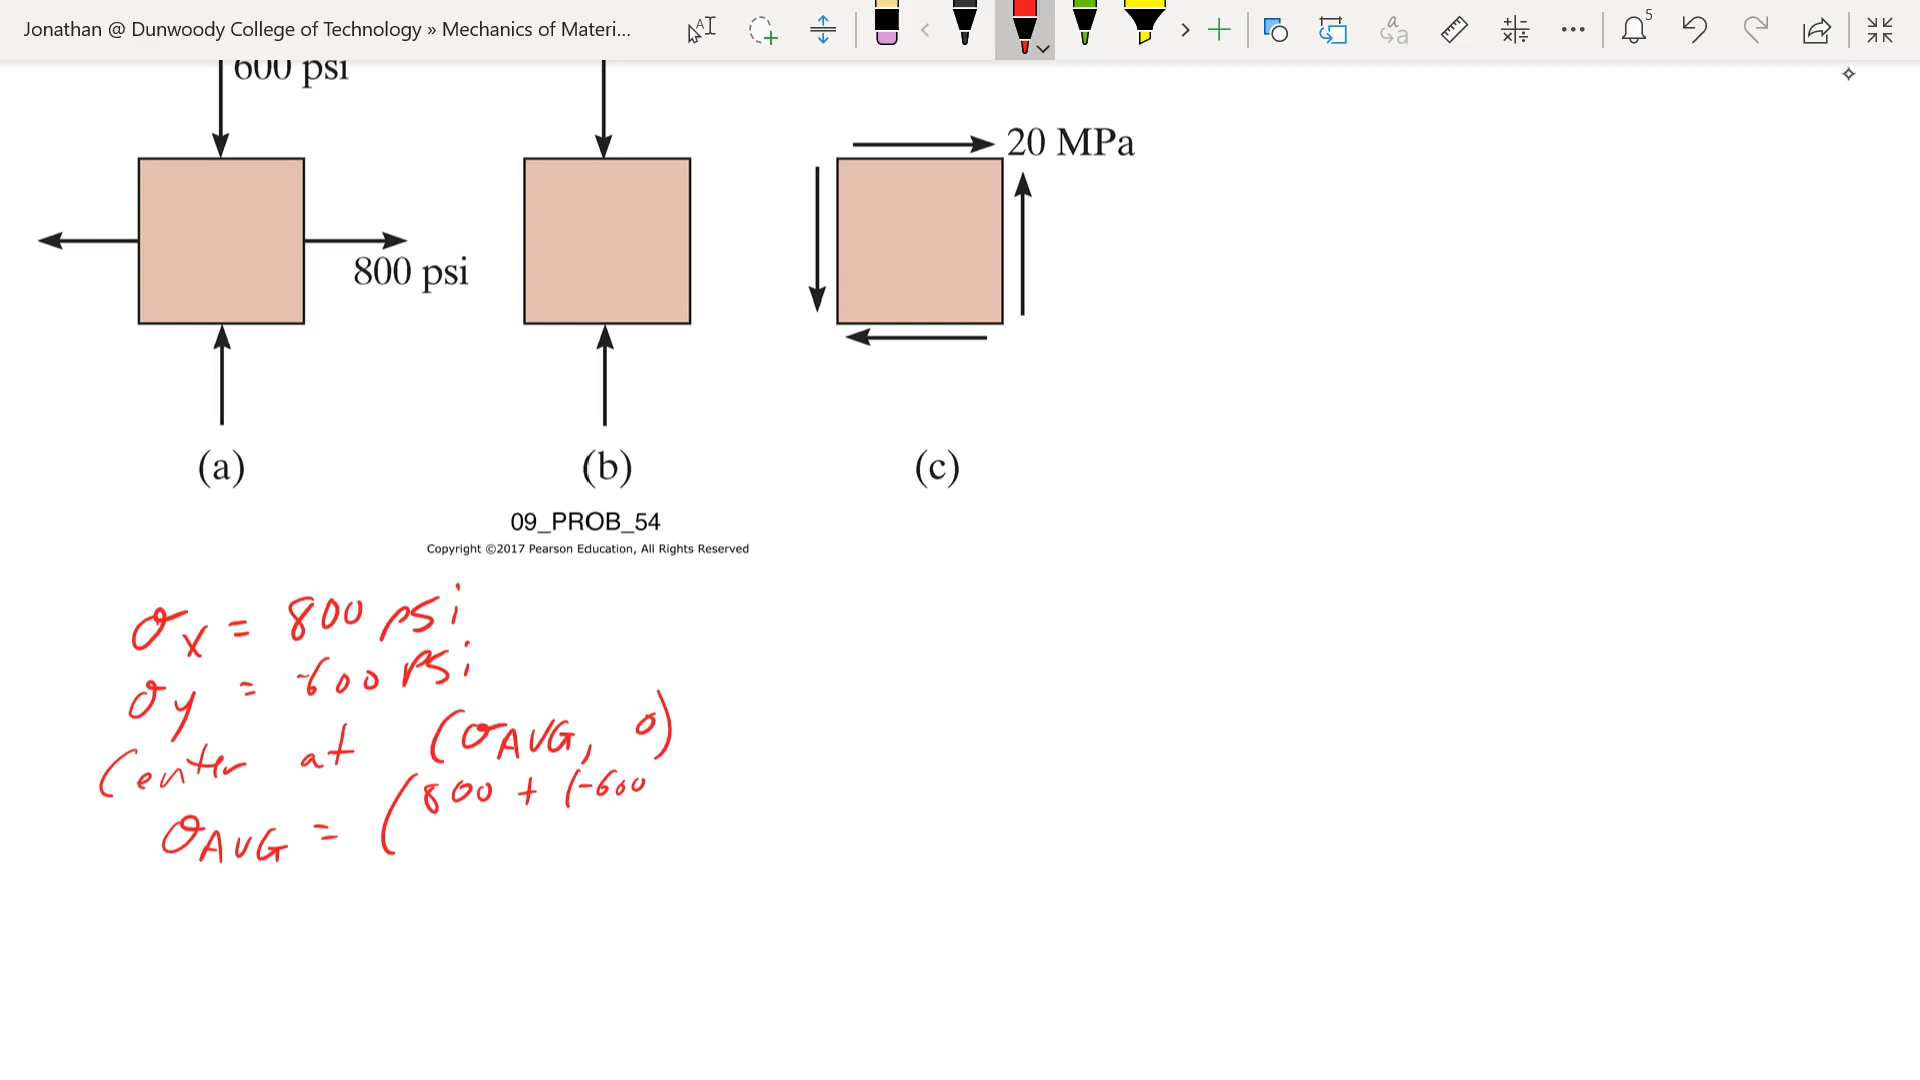 Jonathan @ Dunwoody College of Technology » Mechanics of Materi...
5
600 psi
20 MPa
800 psi
(a)
(b)
(c)
09_PROB_54
Copyright ©2017 Pearson Education, All Rights Reserved
σx = 800 psi
σy = -600 psi
Center at (σAVG, 0)
σAVG = (800 + (-600